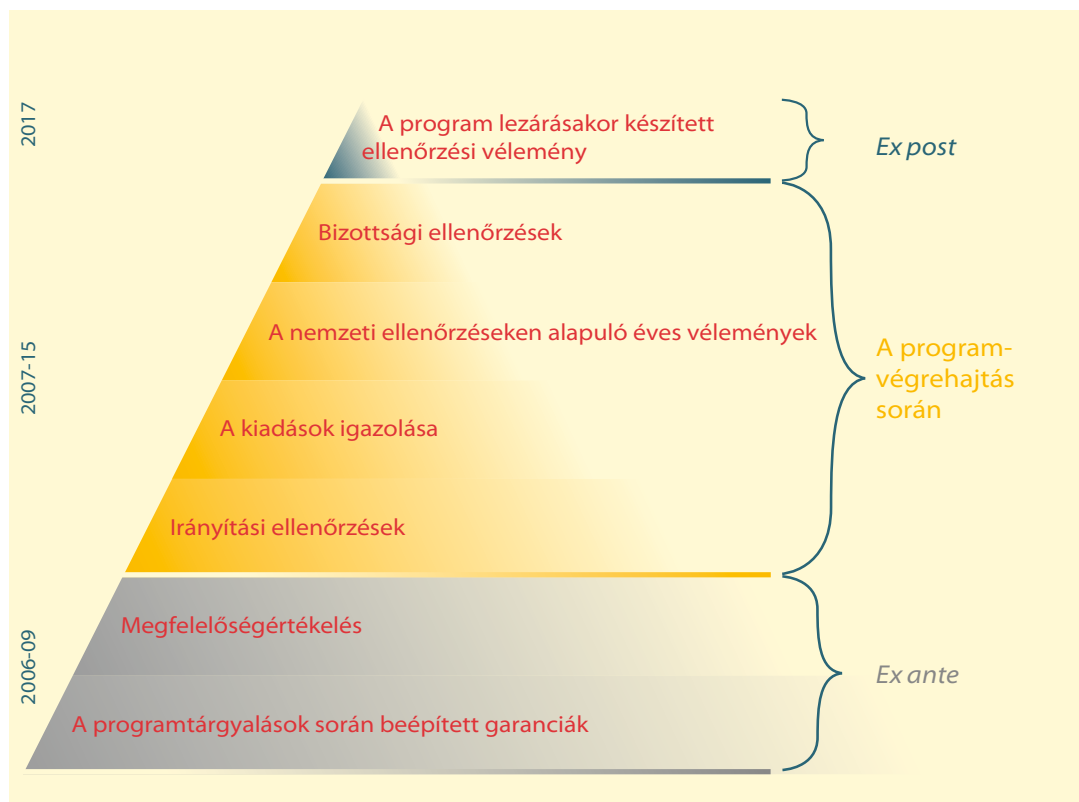 2017
A program lezárásakor készített
ellenőrzési vélemény
Ex post
Bizottsági ellenőrzések
A nemzeti ellenőrzéseken alapuló éves vélemények
2007-15
A program-
végrehajtás
során
A kiadások igazolása
Irányítási ellenőrzések
Megfelelőségértékelés
2006-09
Ex ante
A programtárgyalások során beépített garanciák